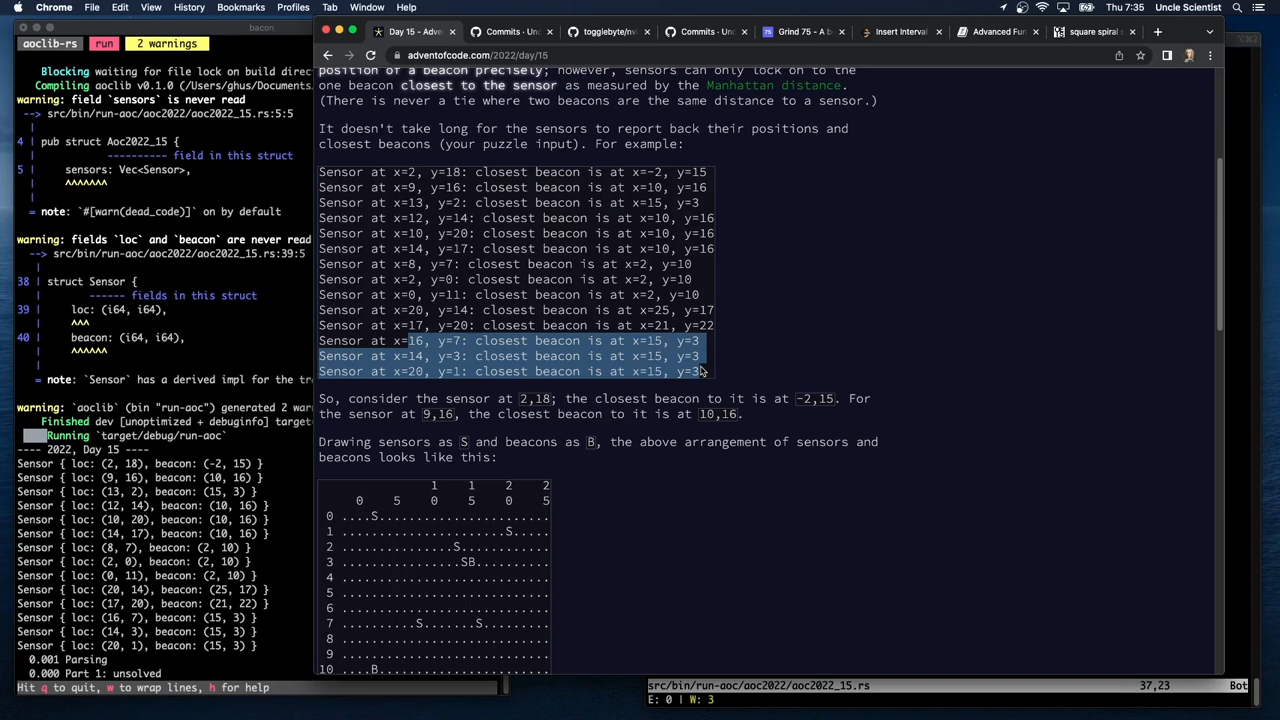 Chrome File Edit View History Bookmarks Profiles Tab Window Help
Tue 7:35 Uncle Scientist
bacon
aoclib-rs run 2 warnings
Blocking waiting for file lock on build direc
Compiling aoclib v0.1.0 (/Users/ghus/Documents
warning: field `sensors` is never read
--> src/bin/run-aoc/aoc2022/aoc2022_15.rs:5:5
|
4 | pub struct Aoc2022_15 {
| ---------- field in this struct
5 | sensors: Vec<Sensor>,
| ^^^^^^^
|
= note: `#[warn(dead_code)]` on by default
warning: fields `loc` and `beacon` are never read
--> src/bin/run-aoc/aoc2022/aoc2022_15.rs:39:5
|
38 | struct Sensor {
| ------ fields in this struct
39 | loc: (i64, i64),
| ^^^
40 | beacon: (i64, i64),
| ^^^^^^
|
= note: `Sensor` has a derived impl for the tra
warning: `aoclib` (bin "run-aoc") generated 2 warn
Finished dev [unoptimized + debuginfo] target
Running `target/debug/run-aoc`
---- 2022, Day 15 ----
Sensor { loc: (2, 18), beacon: (-2, 15) }
Sensor { loc: (9, 16), beacon: (10, 16) }
Sensor { loc: (13, 2), beacon: (15, 3) }
Sensor { loc: (12, 14), beacon: (10, 16) }
Sensor { loc: (10, 20), beacon: (10, 16) }
Sensor { loc: (14, 17), beacon: (10, 16) }
Sensor { loc: (8, 7), beacon: (2, 10) }
Sensor { loc: (2, 0), beacon: (2, 10) }
Sensor { loc: (0, 11), beacon: (2, 10) }
Sensor { loc: (20, 14), beacon: (25, 17) }
Sensor { loc: (17, 20), beacon: (21, 22) }
Sensor { loc: (16, 7), beacon: (15, 3) }
Sensor { loc: (14, 3), beacon: (15, 3) }
Sensor { loc: (20, 1), beacon: (15, 3) }
0.001 Parsing
0.000 Part 1: unsolved
Hit q to quit, w to wrap lines, h for help
Day 15 - Adve
Commits · Unc
togglebyte/nvi
Commits · Unc
Grind 75 - A b
Insert Interval
Advanced Fun
square spiral
adventofcode.com/2022/day/15
position of a beacon precisely; however, sensors can only lock on to the
one beacon closest to the sensor as measured by the Manhattan distance.
(There is never a tie where two beacons are the same distance to a sensor.)
It doesn't take long for the sensors to report back their positions and
closest beacons (your puzzle input). For example:
Sensor at x=2, y=18: closest beacon is at x=-2, y=15
Sensor at x=9, y=16: closest beacon is at x=10, y=16
Sensor at x=13, y=2: closest beacon is at x=15, y=3
Sensor at x=12, y=14: closest beacon is at x=10, y=16
Sensor at x=10, y=20: closest beacon is at x=10, y=16
Sensor at x=14, y=17: closest beacon is at x=10, y=16
Sensor at x=8, y=7: closest beacon is at x=2, y=10
Sensor at x=2, y=0: closest beacon is at x=2, y=10
Sensor at x=0, y=11: closest beacon is at x=2, y=10
Sensor at x=20, y=14: closest beacon is at x=25, y=17
Sensor at x=17, y=20: closest beacon is at x=21, y=22
Sensor at x=16, y=7: closest beacon is at x=15, y=3
Sensor at x=14, y=3: closest beacon is at x=15, y=3
Sensor at x=20, y=1: closest beacon is at x=15, y=3
So, consider the sensor at 2,18; the closest beacon to it is at -2,15. For
the sensor at 9,16, the closest beacon to it is at 10,16.
Drawing sensors as S and beacons as B, the above arrangement of sensors and
beacons looks like this:
1 1 2 2
0 5 0 5 0 5
0 ....S.......................
1 ......................S.....
2 ...............S............
3 ................SB..........
4 ............................
5 ............................
6 ............................
7 ..........S.......S.........
8 ............................
9 ............................
10 ....B.......................
src/bin/run-aoc/aoc2022/aoc2022_15.rs 37,23 Bot
E: 0 | W: 3